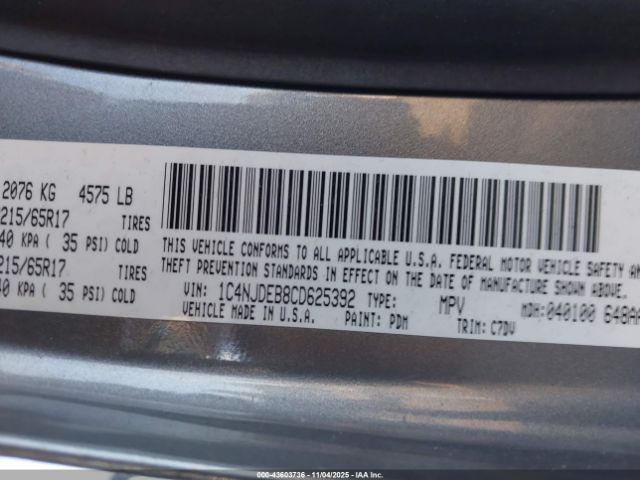 2076 KG 4575 LB
215/65R17 TIRES
40 KPA ( 35 PSI) COLD
215/65R17 TIRES
KPA ( 35 PSI) COLD
THIS VEHICLE CONFORMS TO ALL APPLICABLE U.S.A. FEDERAL MOTOR VEHICLE SAFETY
THEFT PREVENTION STANDARDS IN EFFECT ON THE DATE OF MANUFACTURE SHOWN ABOVE.
VIN: 1C4NJDEB8CD625392 TYPE: MPV MDH:040100 648AA
VEHICLE MADE IN U.S.A. PAINT: PDM TRIM: C7DV
© 43603736 - 11/04/2025 - IAA Inc.